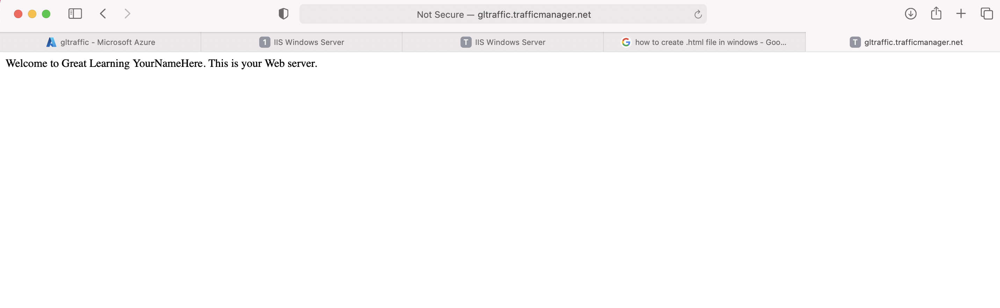 Not Secure — gltraffic.trafficmanager.net
gltraffic - Microsoft Azure
1 IIS Windows Server
T IIS Windows Server
G how to create .html file in windows - Goo...
T gltraffic.trafficmanager.net
Welcome to Great Learning YourNameHere. This is your Web server.